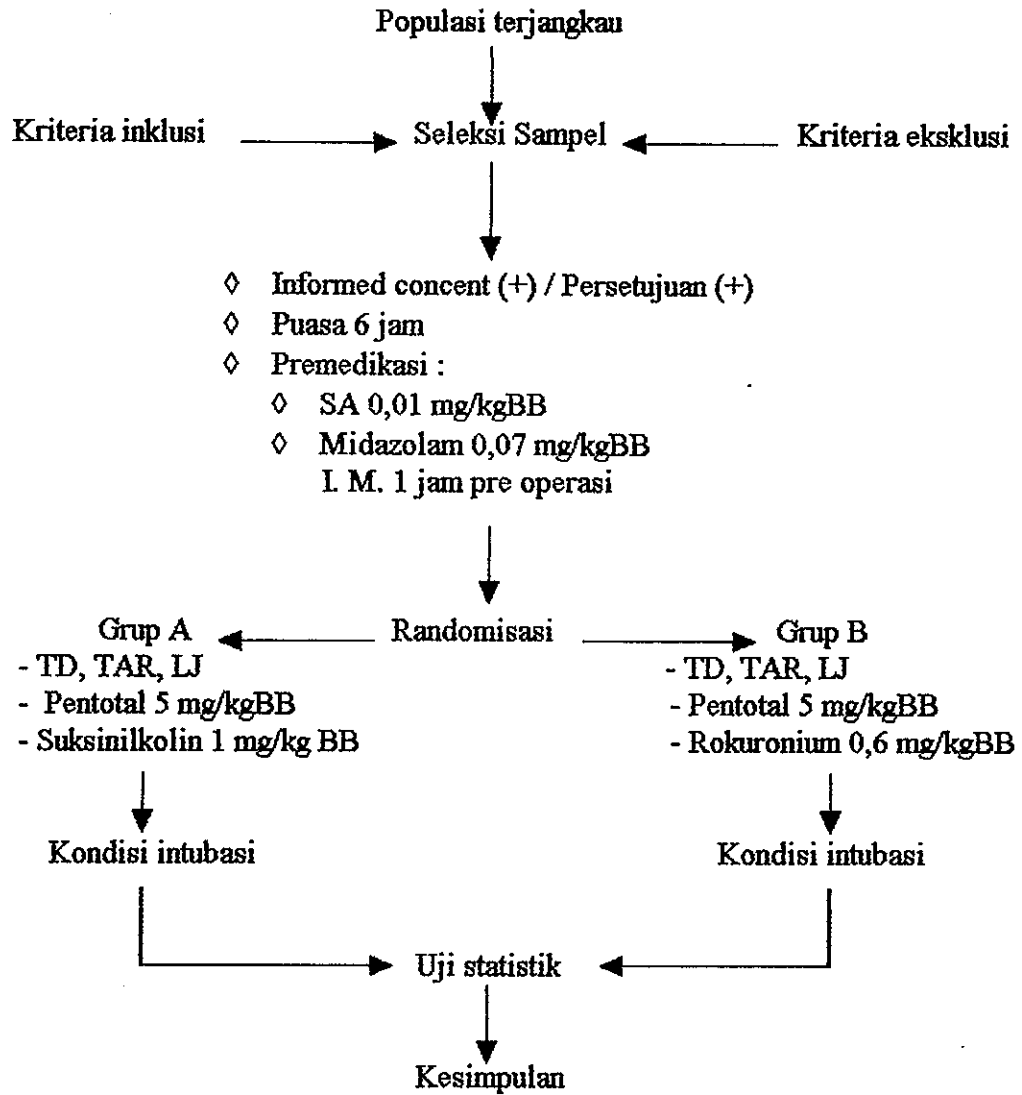 Populasi terjangkau
Kriteria inklusi
Seleksi Sampel
Kriteria eksklusi
◊ Informed concent (+) / Persetujuan (+)
◊ Puasa 6 jam
◊ Premedikasi :
◊ SA 0,01 mg/kgBB
◊ Midazolam 0,07 mg/kgBB
I. M. 1 jam pre operasi
Randomisasi
Grup A
- TD, TAR, LJ
- Pentotal 5 mg/kgBB
- Suksinilkolin 1 mg/kg BB
Grup B
- TD, TAR, LJ
- Pentotal 5 mg/kgBB
- Rokuronium 0,6 mg/kgBB
Kondisi intubasi
Kondisi intubasi
Uji statistik
Kesimpulan